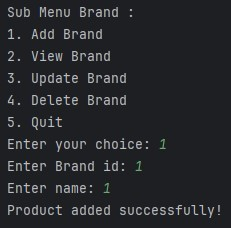 Sub Menu Brand :
1. Add Brand
2. View Brand
3. Update Brand
4. Delete Brand
5. Quit
Enter your choice: 1
Enter Brand id: 1
Enter name: 1
Product added successfully!